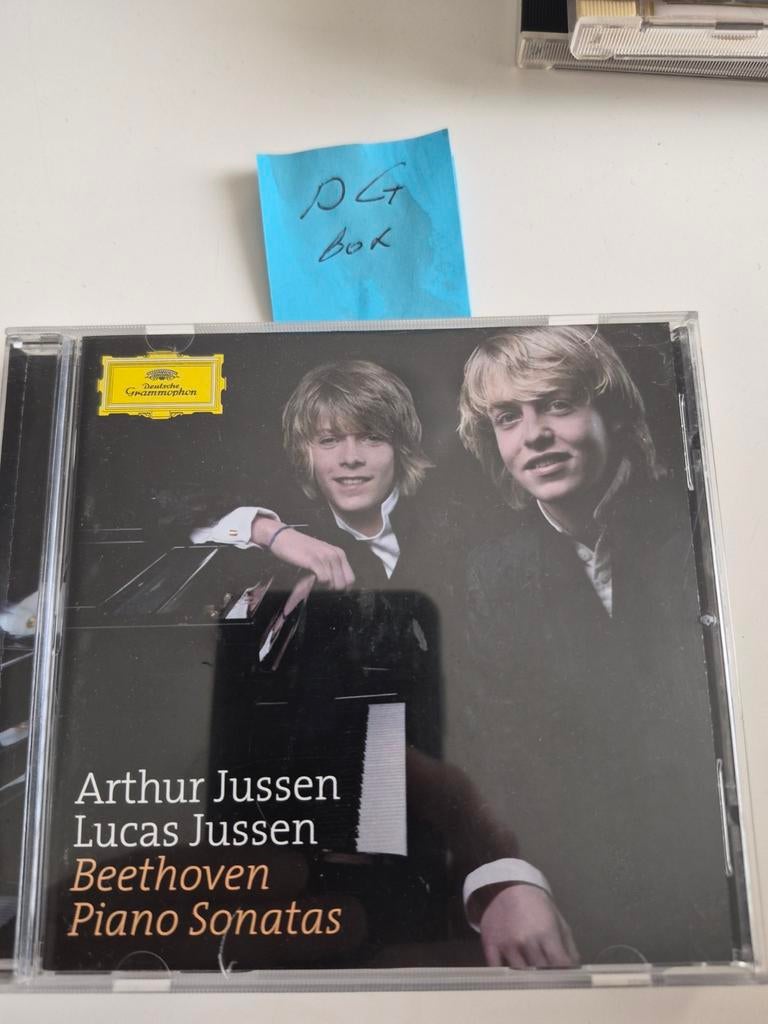 DG
Box
Deutsche
Grammophon
Arthur Jussen
Lucas Jussen
Beethoven
Piano Sonatas